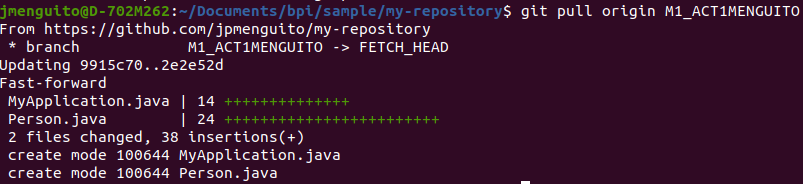 jmenguito@D-702M262:~/Documents/bpi/sample/my-repository$ git pull origin M1_ACT1MENGUITO
From https://github.com/jpmenguito/my-repository
 * branch            M1_ACT1MENGUITO -> FETCH_HEAD
Updating 9915c70..2e2e52d
Fast-forward
 MyApplication.java | 14 ++++++++++++++
 Person.java        | 24 ++++++++++++++++++++++++
 2 files changed, 38 insertions(+)
 create mode 100644 MyApplication.java
 create mode 100644 Person.java